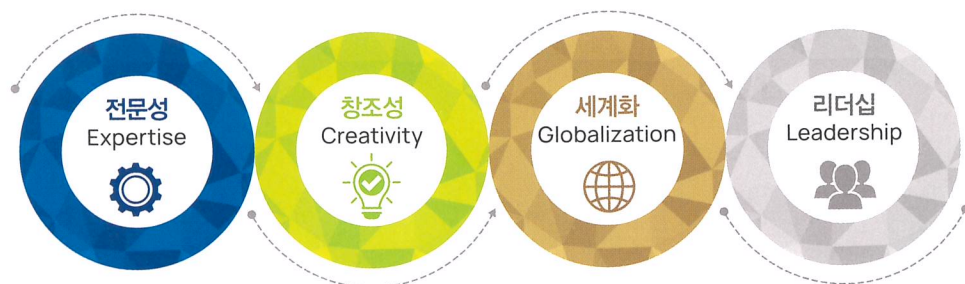 전문성
Expertise
창조성
Creativity
세계화
Globalization
리더십
Leadership